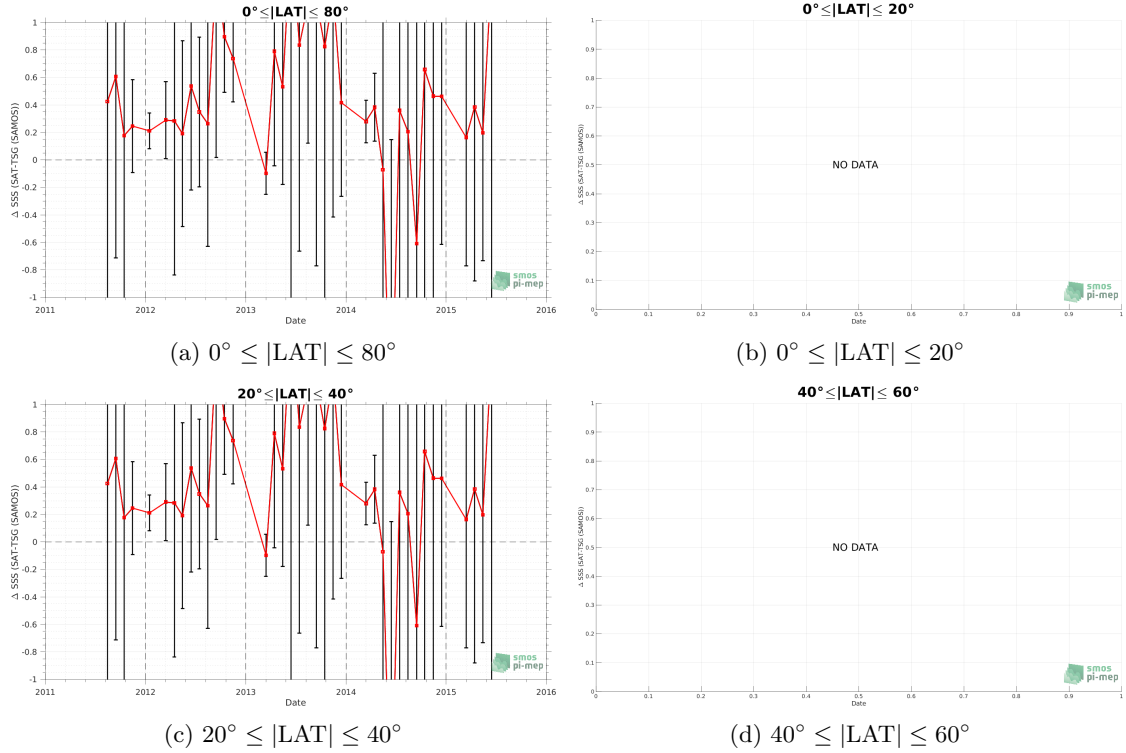 0°≤|LAT|≤ 80°
Δ SSS (SAT-TSG (SAMOS))
1
0.8
0.6
0.4
0.2
0
-0.2
-0.4
-0.6
-0.8
-1
2011 2012 2013 2014 2015 2016
Date
smos
pi-mep
(a) 0° ≤ |LAT| ≤ 80°
0°≤|LAT|≤ 20°
Δ SSS (SAT-TSG (SAMOS))
1
0.9
0.8
0.7
0.6
0.5
0.4
0.3
0.2
0.1
0
NO DATA
0 0.1 0.2 0.3 0.4 0.5 0.6 0.7 0.8 0.9 1
Date
smos
pi-mep
(b) 0° ≤ |LAT| ≤ 20°
20°≤|LAT|≤ 40°
Δ SSS (SAT-TSG (SAMOS))
1
0.8
0.6
0.4
0.2
0
-0.2
-0.4
-0.6
-0.8
-1
2011 2012 2013 2014 2015 2016
Date
smos
pi-mep
(c) 20° ≤ |LAT| ≤ 40°
40°≤|LAT|≤ 60°
Δ SSS (SAT-TSG (SAMOS))
1
0.9
0.8
0.7
0.6
0.5
0.4
0.3
0.2
0.1
0
NO DATA
0 0.1 0.2 0.3 0.4 0.5 0.6 0.7 0.8 0.9 1
Date
smos
pi-mep
(d) 40° ≤ |LAT| ≤ 60°